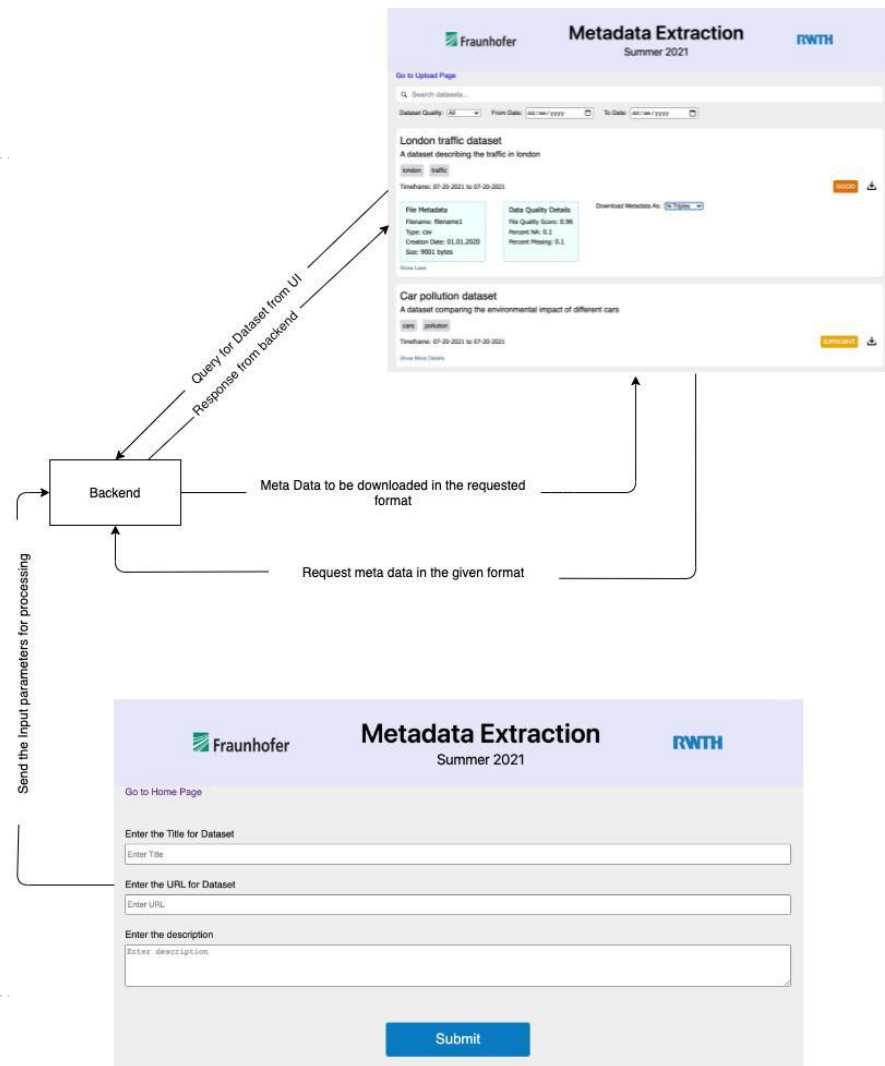 Fraunhofer
Metadata Extraction
RWTH
Summer 2021
Go to Upload Page
Search datasets...
Dataset Quality: All From Date: dd/mm/yyyy To Date: dd/mm/yyyy
London traffic dataset
A dataset describing the traffic in london
london traffic
Timeframe: 07-20-2021 to 07-20-2021
GOOD
File Metadata
Filename: filename1
Type: csv
Creation Date: 01.01.2020
Size: 9001 bytes
Data Quality Details
File Quality Score: 0.96
Percent NA: 0.1
Percent Missing: 0.1
Download Metadata As: N-Triples
Show Less
Car pollution dataset
A dataset comparing the environmental impact of different cars
cars pollution
Timeframe: 07-20-2021 to 07-20-2021
SUFFICIENT
Show More Details
Query for Dataset from UI
Response from backend
Backend
Meta Data to be downloaded in the requested
format
Request meta data in the given format
Send the Input parameters for processing
Fraunhofer
Metadata Extraction
RWTH
Summer 2021
Go to Home Page
Enter the Title for Dataset
Enter Title
Enter the URL for Dataset
Enter URL
Enter the description
Enter description
Submit